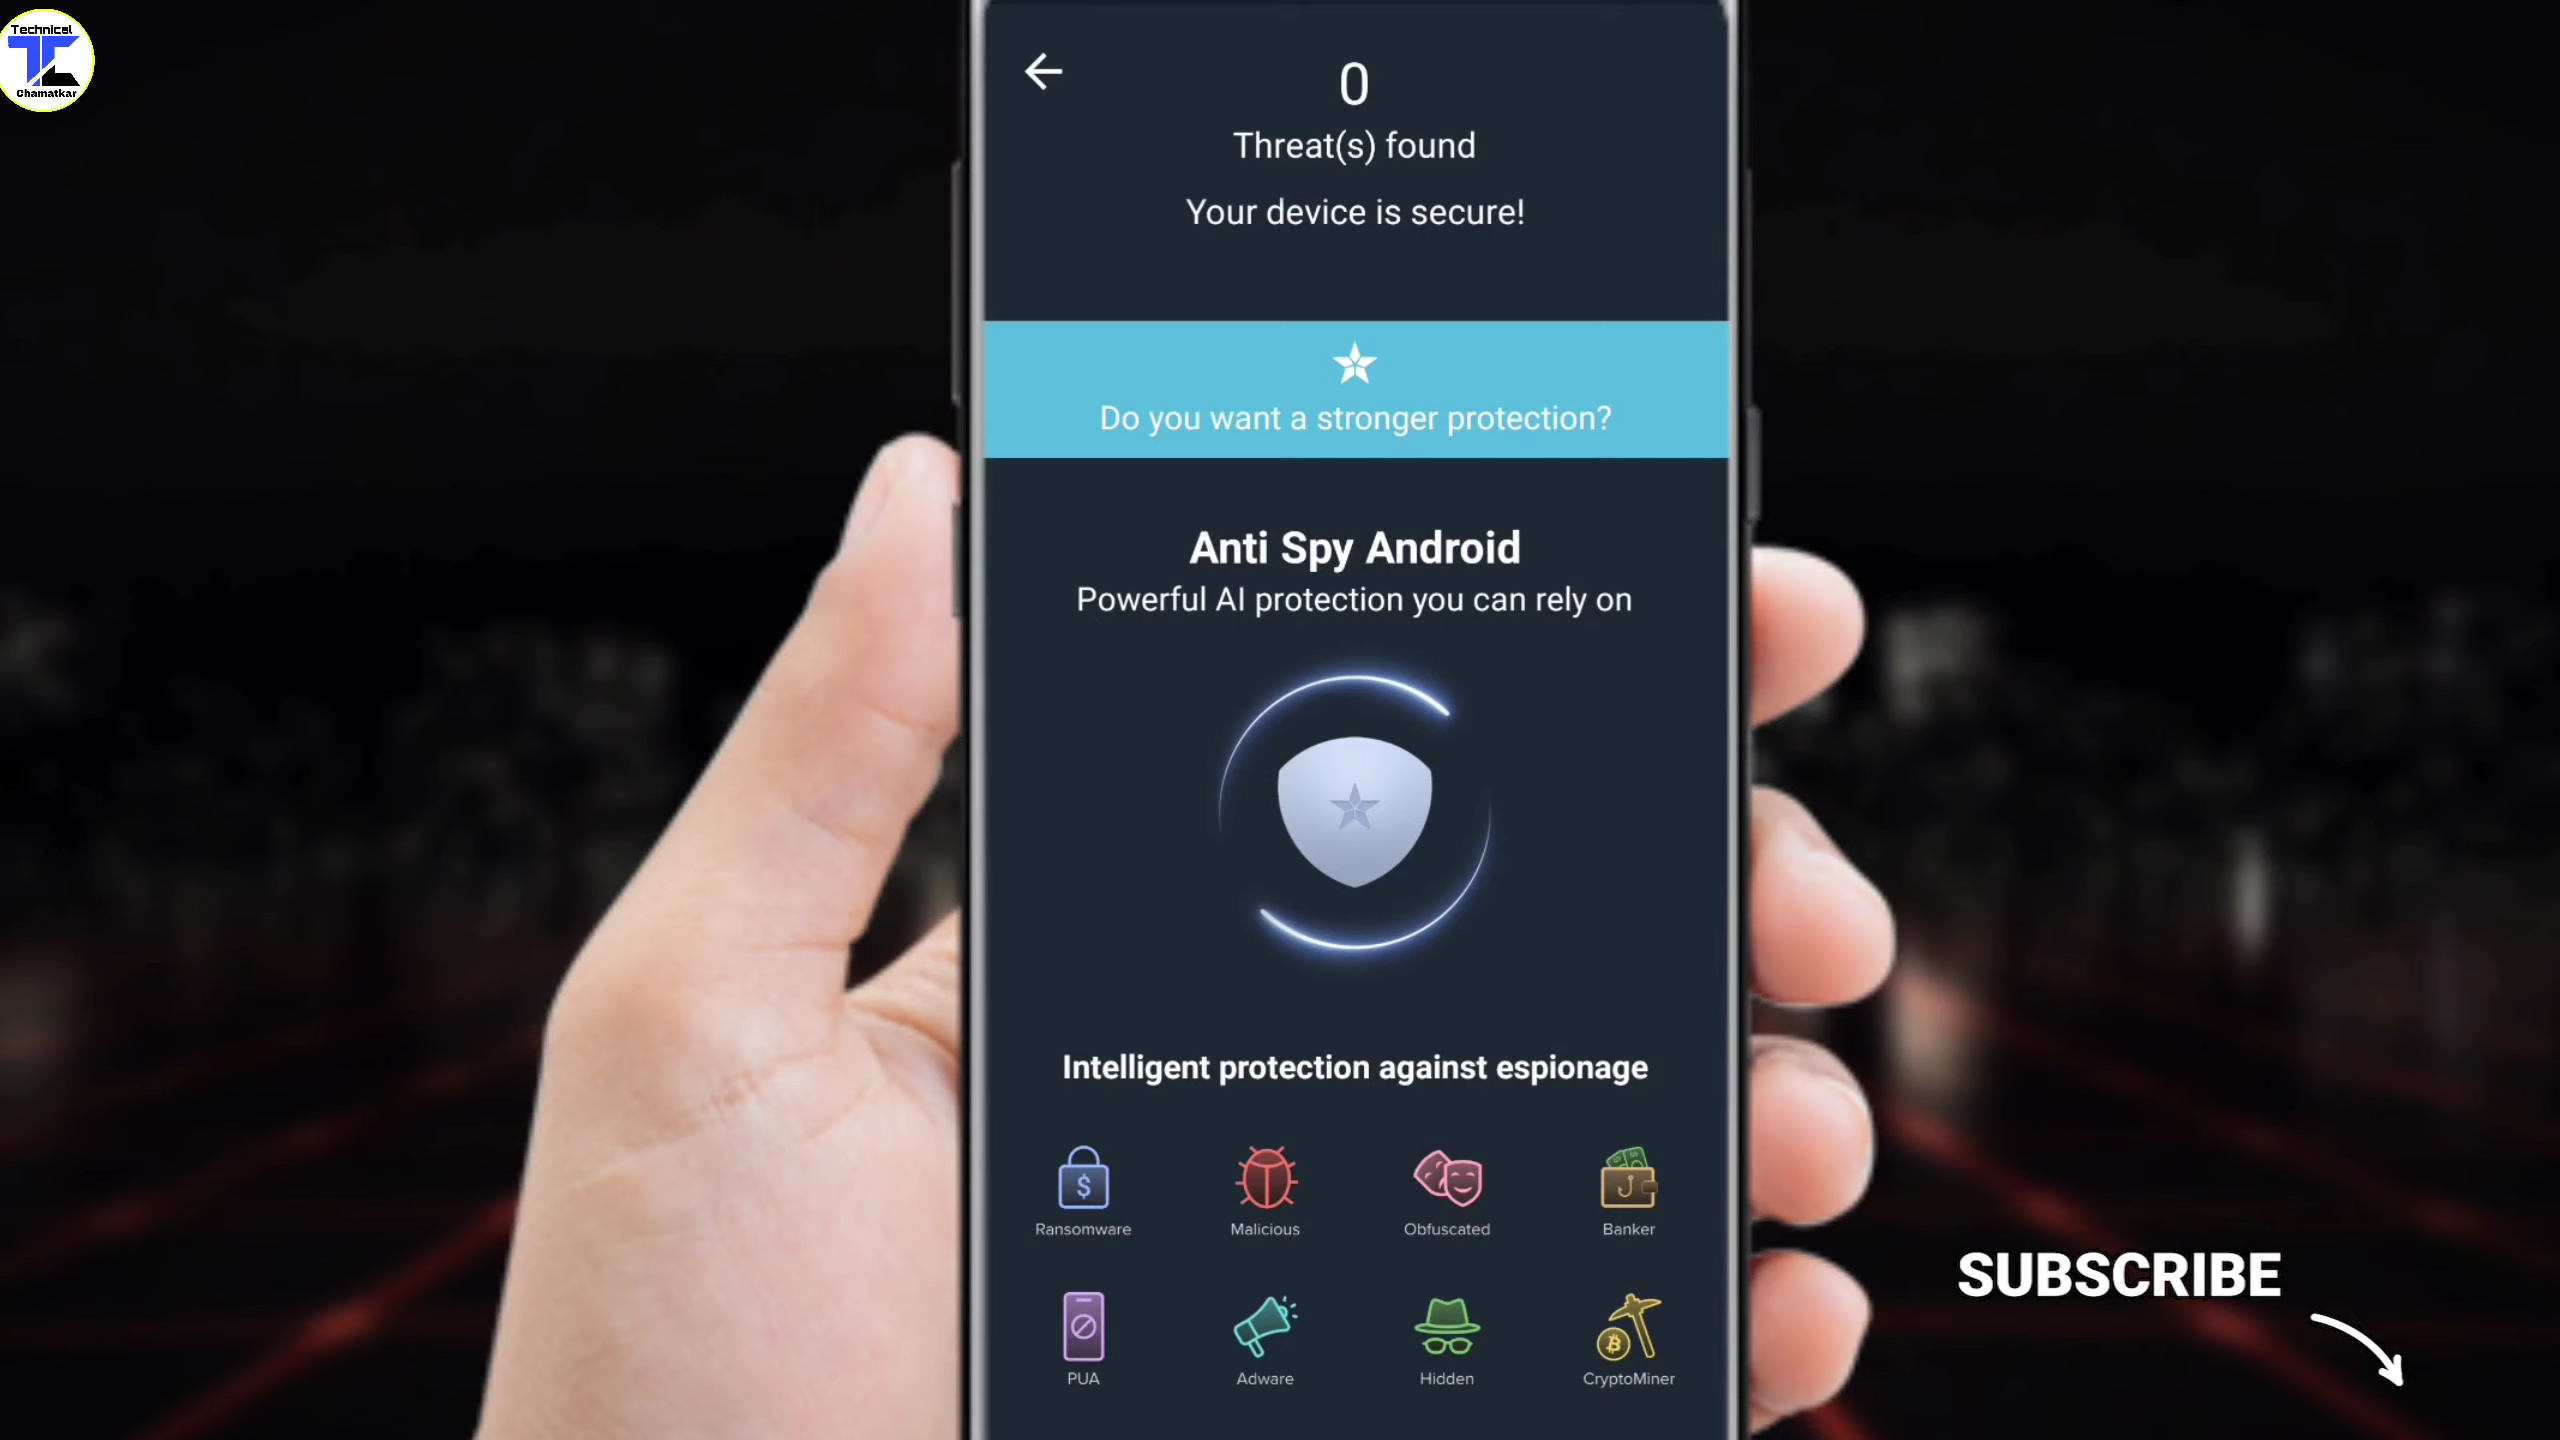 Technical
TC
Chamatkar
0
Threat(s) found
Your device is secure!
Do you want a stronger protection?
Anti Spy Android
Powerful AI protection you can rely on
Intelligent protection against espionage
Ransomware
Malicious
Obfuscated
Banker
PUA
Adware
Hidden
CryptoMiner
SUBSCRIBE